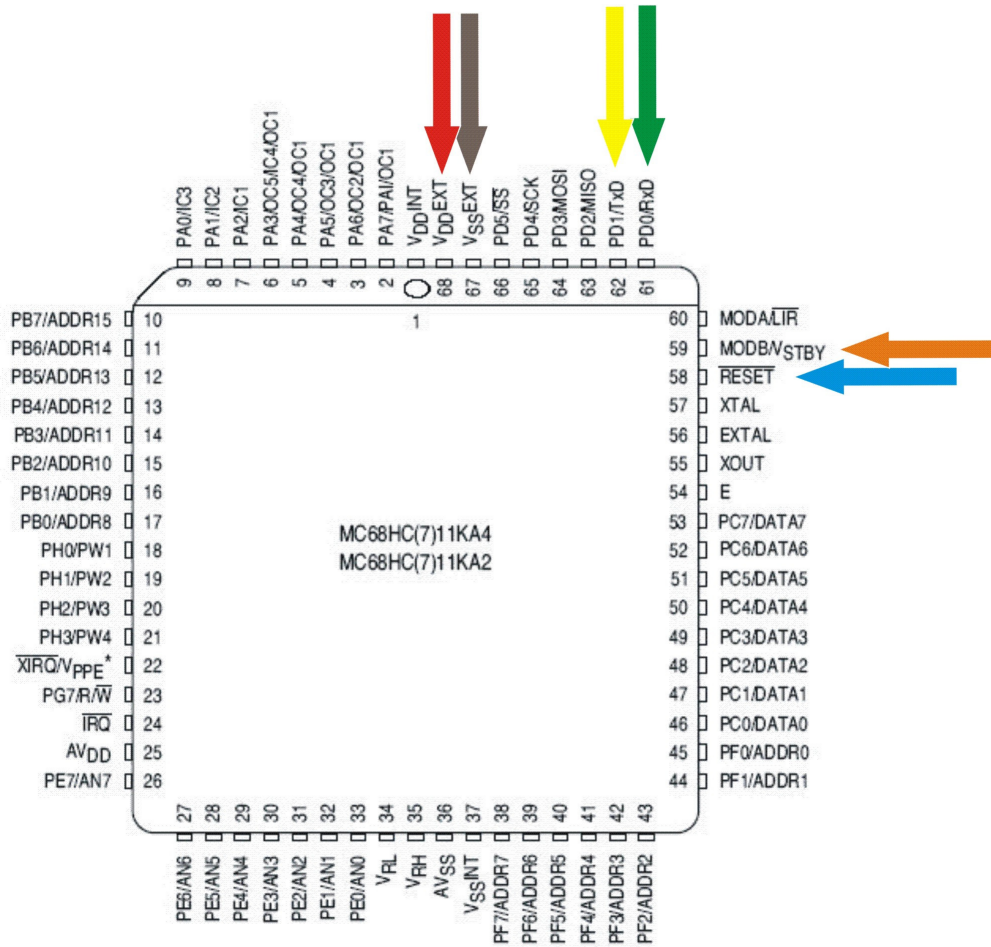 PA0/IC3
PA1/IC2
PA2/IC1
PA3/OC5/IC4/OC1
PA4/OC4/OC1
PA5/OC3/OC1
PA6/OC2/OC1
PA7/PAI/OC1
VDDINT
VDDEXT
VSSEXT
PD5/SS
PD4/SCK
PD3/MOSI
PD2/MISO
PD1/TxD
PD0/RxD
9 8 7 6 5 4 3 2 68 67 66 65 64 63 62 61
1
PB7/ADDR15 10
PB6/ADDR14 11
PB5/ADDR13 12
PB4/ADDR12 13
PB3/ADDR11 14
PB2/ADDR10 15
PB1/ADDR9 16
PB0/ADDR8 17
PH0/PW1 18
PH1/PW2 19
PH2/PW3 20
PH3/PW4 21
XIRQ/VPPE* 22
PG7/R/W 23
IRQ 24
AVDD 25
PE7/AN7 26
MC68HC(7)11KA4
MC68HC(7)11KA2
60 MODA/LIR
59 MODB/VSTBY
58 RESET
57 XTAL
56 EXTAL
55 XOUT
54 E
53 PC7/DATA7
52 PC6/DATA6
51 PC5/DATA5
50 PC4/DATA4
49 PC3/DATA3
48 PC2/DATA2
47 PC1/DATA1
46 PC0/DATA0
45 PF0/ADDR0
44 PF1/ADDR1
27 28 29 30 31 32 33 34 35 36 37 38 39 40 41 42 43
PE6/AN6
PE5/AN5
PE4/AN4
PE3/AN3
PE2/AN2
PE1/AN1
PE0/AN0
VRL
VRH
AVSS
VSSINT
PF7/ADDR7
PF6/ADDR6
PF5/ADDR5
PF4/ADDR4
PF3/ADDR3
PF2/ADDR2